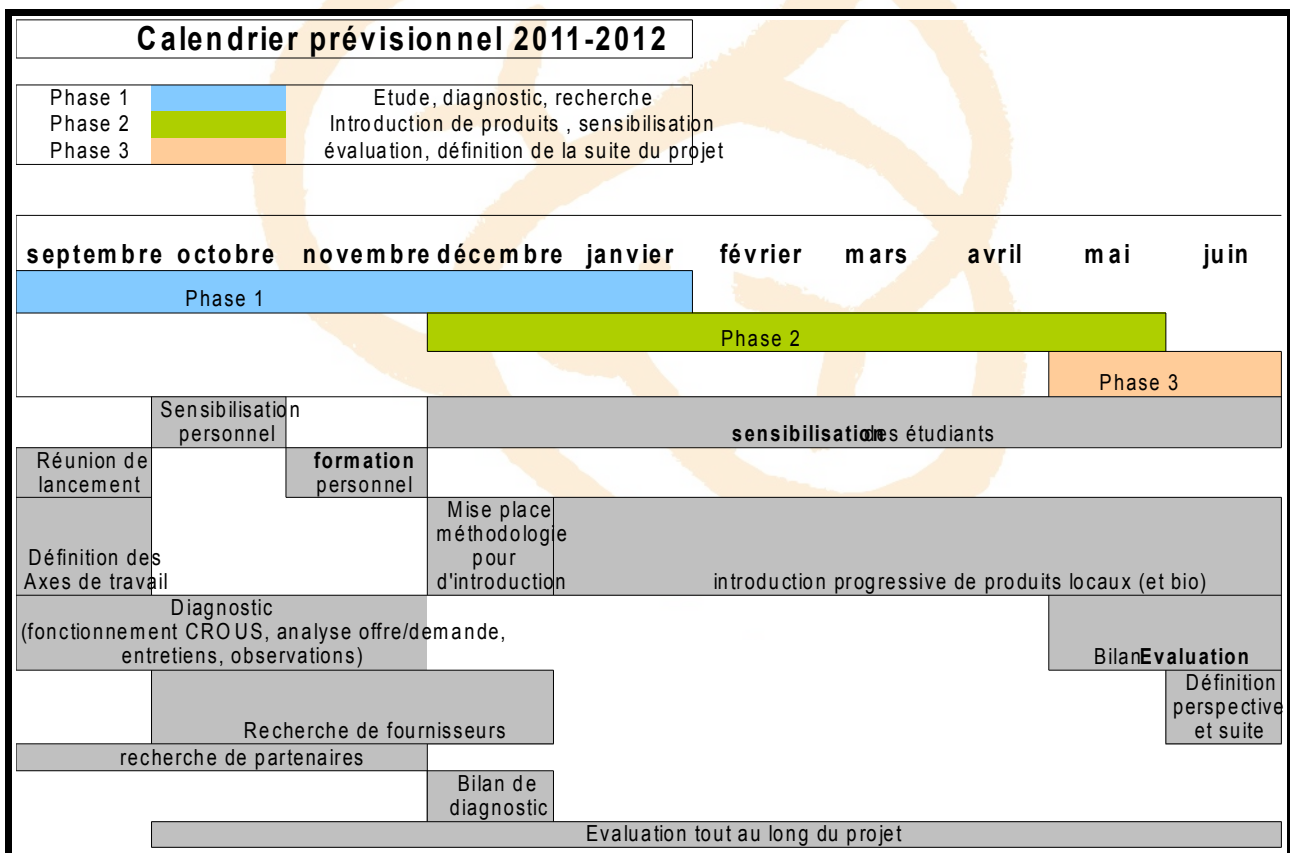 Calendrier prévisionnel 2011-2012
Phase 1 Etude, diagnostic, recherche
Phase 2 Introduction de produits , sensibilisation
Phase 3 évaluation, définition de la suite du projet
septembre octobre novembre décembre janvier février mars avril mai juin
Phase 1
Phase 2
Phase 3
Sensibilisation
personnel
sensibilisation des étudiants
Réunion de
lancement
formation
personnel
Définition des
Axes de travail
Mise place
méthodologie
pour
d'introduction
introduction progressive de produits locaux (et bio)
Diagnostic
(fonctionnement CROUS, analyse offre/demande,
entretiens, observations)
Bilan Evaluation
Recherche de fournisseurs
Définition
perspective
et suite
recherche de partenaires
Bilan de
diagnostic
Evaluation tout au long du projet